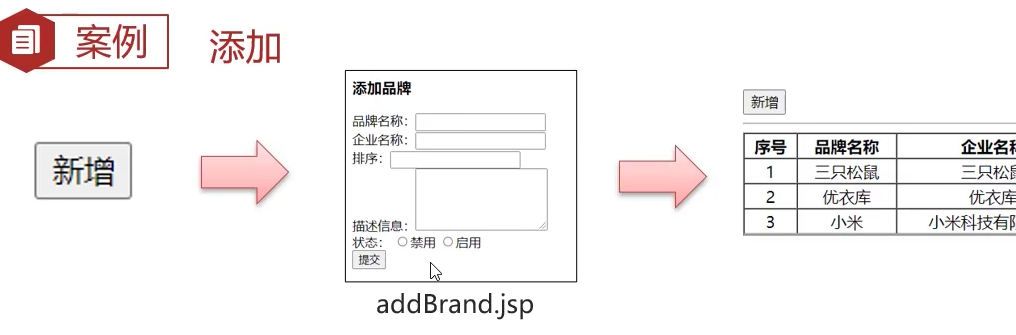 案例 添加
新增
添加品牌
品牌名称：
企业名称：
排序：
描述信息：
状态： 禁用 启用
提交
addBrand.jsp
新增
序号 品牌名称 企业名称
1 三只松鼠 三只松鼠
2 优衣库 优衣库
3 小米 小米科技有限